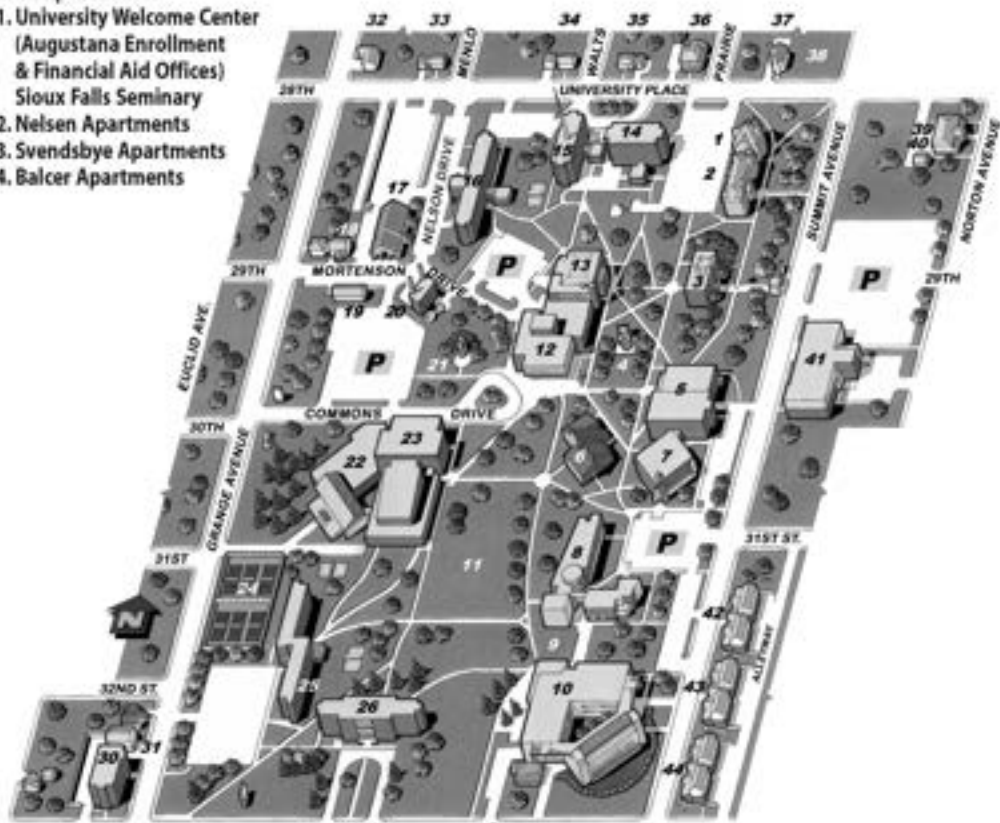 1. University Welcome Center
(Augustana Enrollment
& Financial Aid Offices)
Sioux Falls Seminary
2. Nelsen Apartments
3. Svendsbye Apartments
4. Balcer Apartments
32 33 34 35 36 37
MENLO
WALTS
PRAIRIE
38
28TH
UNIVERSITY PLACE
14
15
1
2
39
40
SUMMIT AVENUE
NORTON AVENUE
17
NELSON DRIVE
16
18
29TH
MORTENSON DRIVE
P
13
3
P
29TH
19
20
EUCLID AVE.
P
21
12
4
41
5
COMMONS DRIVE
30TH
GRANGE AVENUE
22
23
6
7
31ST
8
P
31ST ST.
11
24
N
42
ALLEYWAY
9
32ND ST.
25
10
43
26
31
30
44